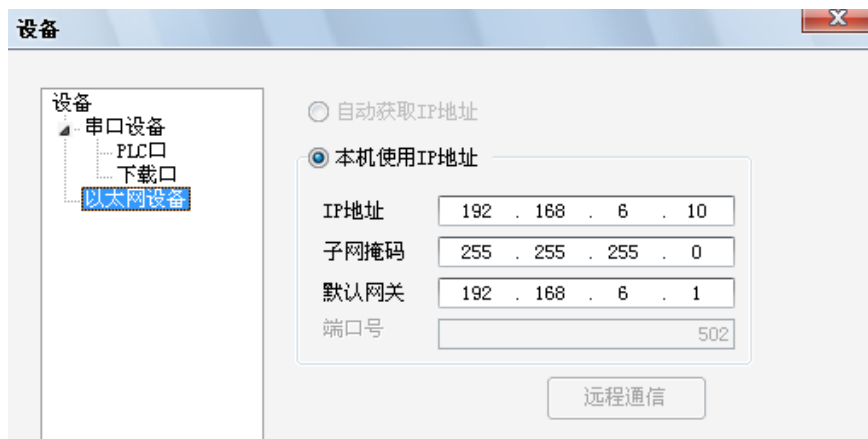 设备
设备
串口设备
PLC口
下载口
以太网设备
自动获取IP地址
本机使用IP地址
IP地址 192 . 168 . 6 . 10
子网掩码 255 . 255 . 255 . 0
默认网关 192 . 168 . 6 . 1
端口号 502
远程通信